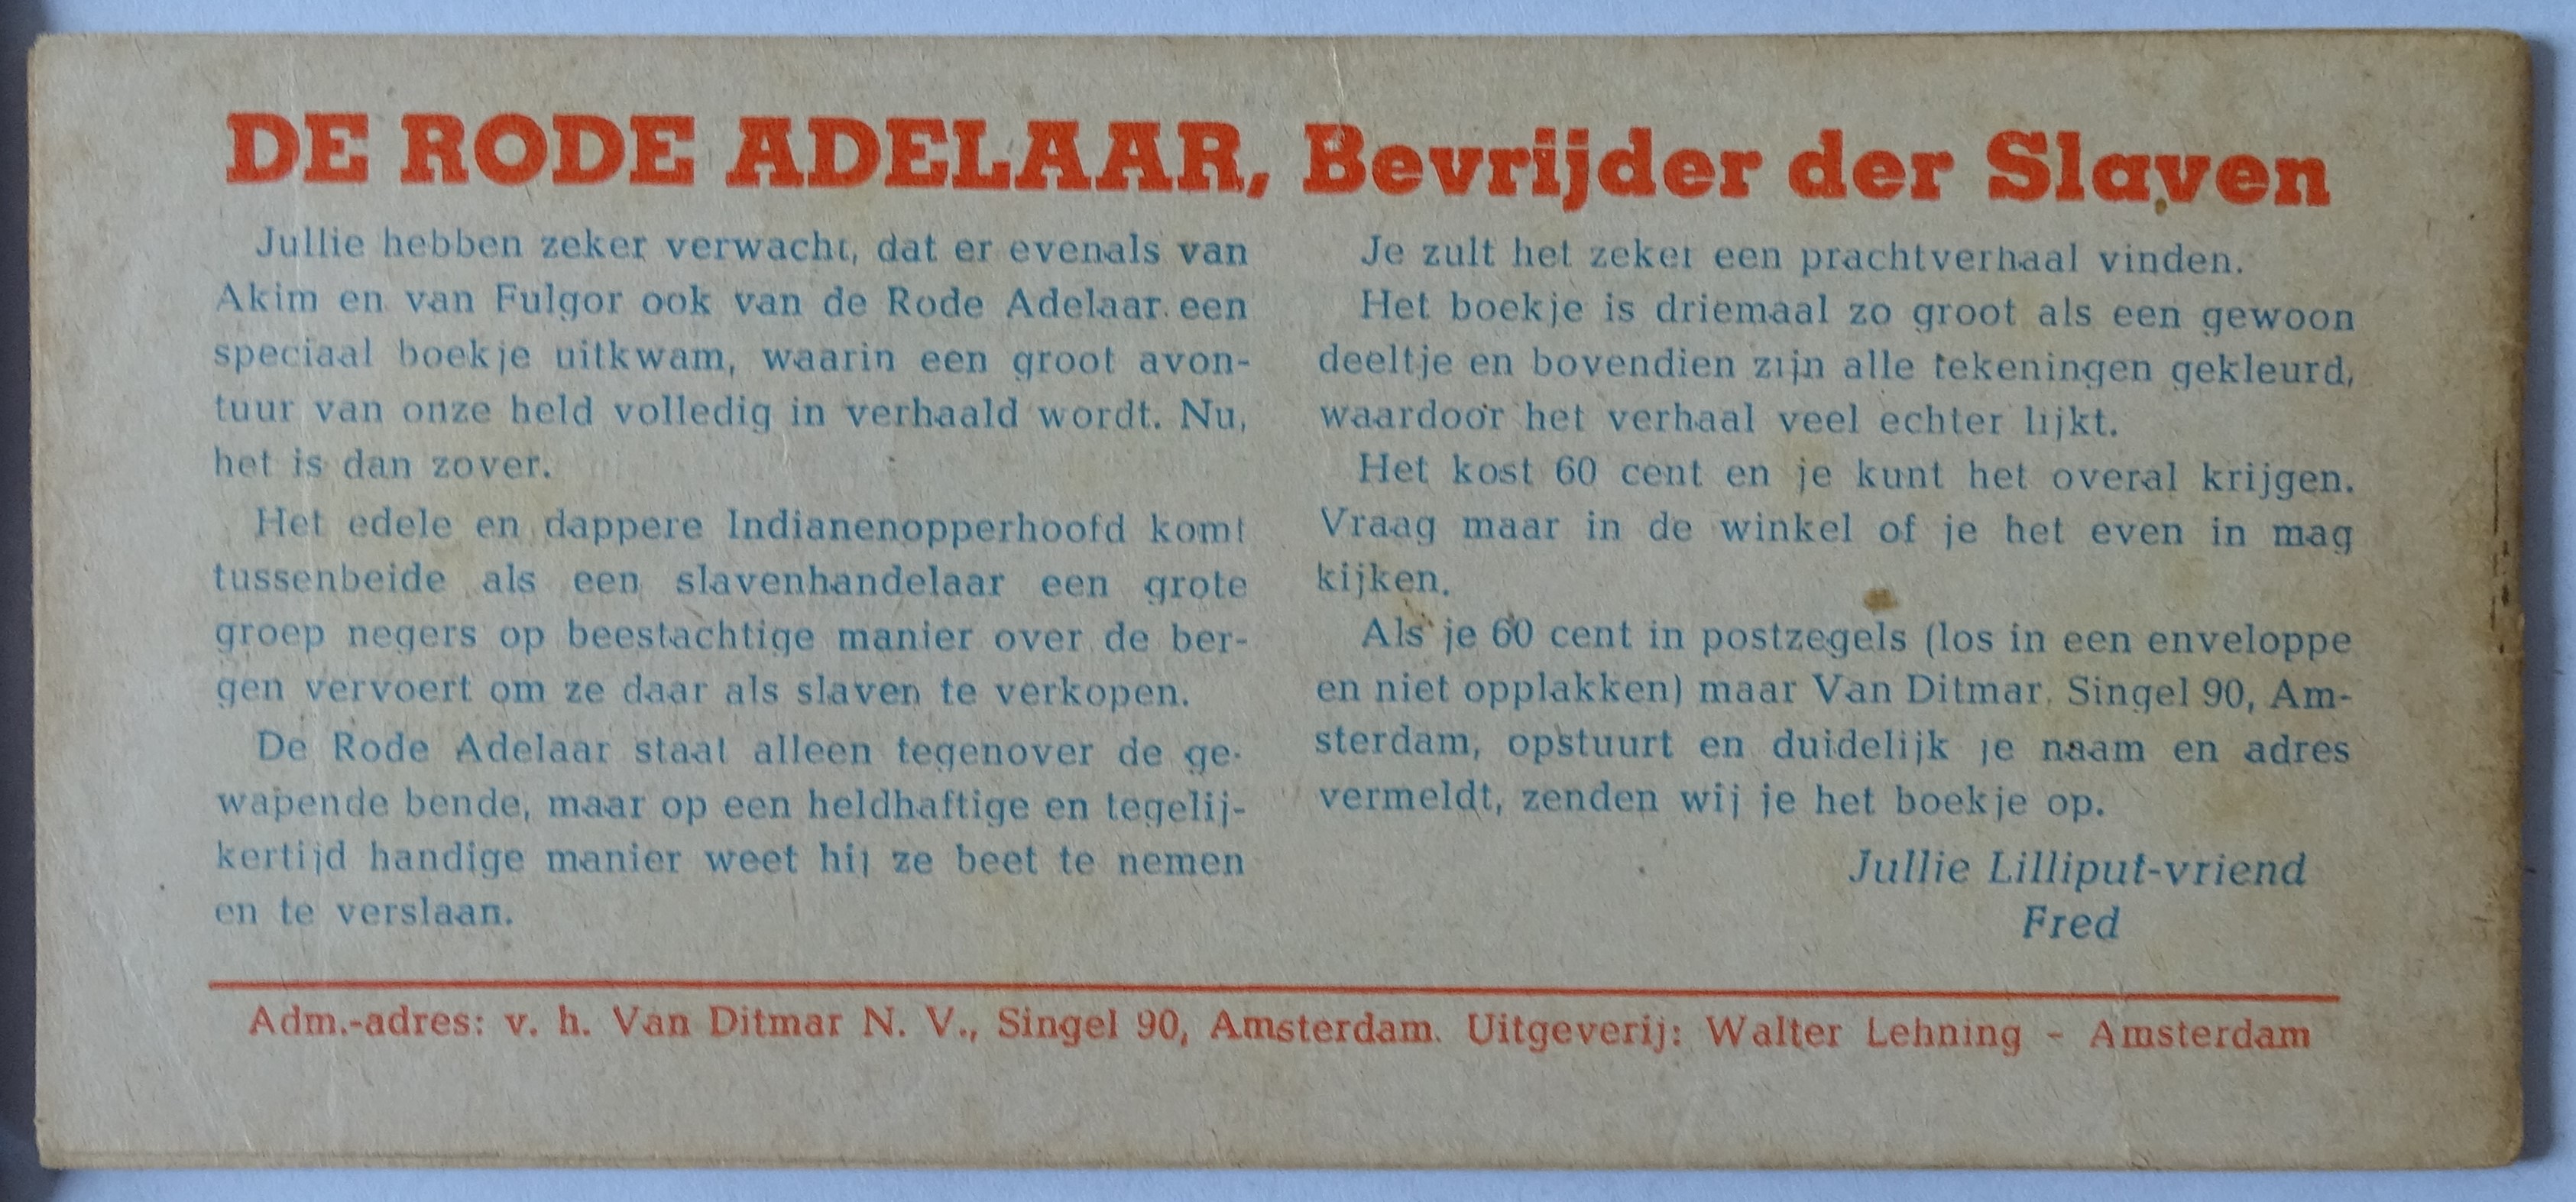 DE RODE ADELAAR, Bevrijder der Slaven
Jullie hebben zeker verwacht, dat er evenals van
Akim en van Fulgor ook van de Rode Adelaar een
speciaal boekje uitkwam, waarin een groot avon-
tuur van onze held volledig in verhaald wordt. Nu,
het is dan zover.
Het edele en dappere Indianenopperhoofd komt
tussenbeide als een slavenhandelaar een grote
groep negers op beestachtige manier over de ber-
gen vervoert om ze daar als slaven te verkopen.
De Rode Adelaar staat alleen tegenover de ge-
wapende bende, maar op een heldhaftige en tegelij-
kertijd handige manier weet hij ze beet te nemen
en te verslaan.
Je zult het zeker een prachtverhaal vinden.
Het boekje is driemaal zo groot als een gewoon
deeltje en bovendien zijn alle tekeningen gekleurd,
waardoor het verhaal veel echter lijkt.
Het kost 60 cent en je kunt het overal krijgen.
Vraag maar in de winkel of je het even in mag
kijken.
Als je 60 cent in postzegels (los in een enveloppe
en niet opplakken) maar Van Ditmar, Singel 90, Am-
sterdam, opstuurt en duidelijk je naam en adres
vermeldt, zenden wij je het boekje op.
Jullie Lilliput-vriend
Fred
Adm.-adres: v. h. Van Ditmar N. V., Singel 90, Amsterdam. Uitgeverij: Walter Lehning - Amsterdam